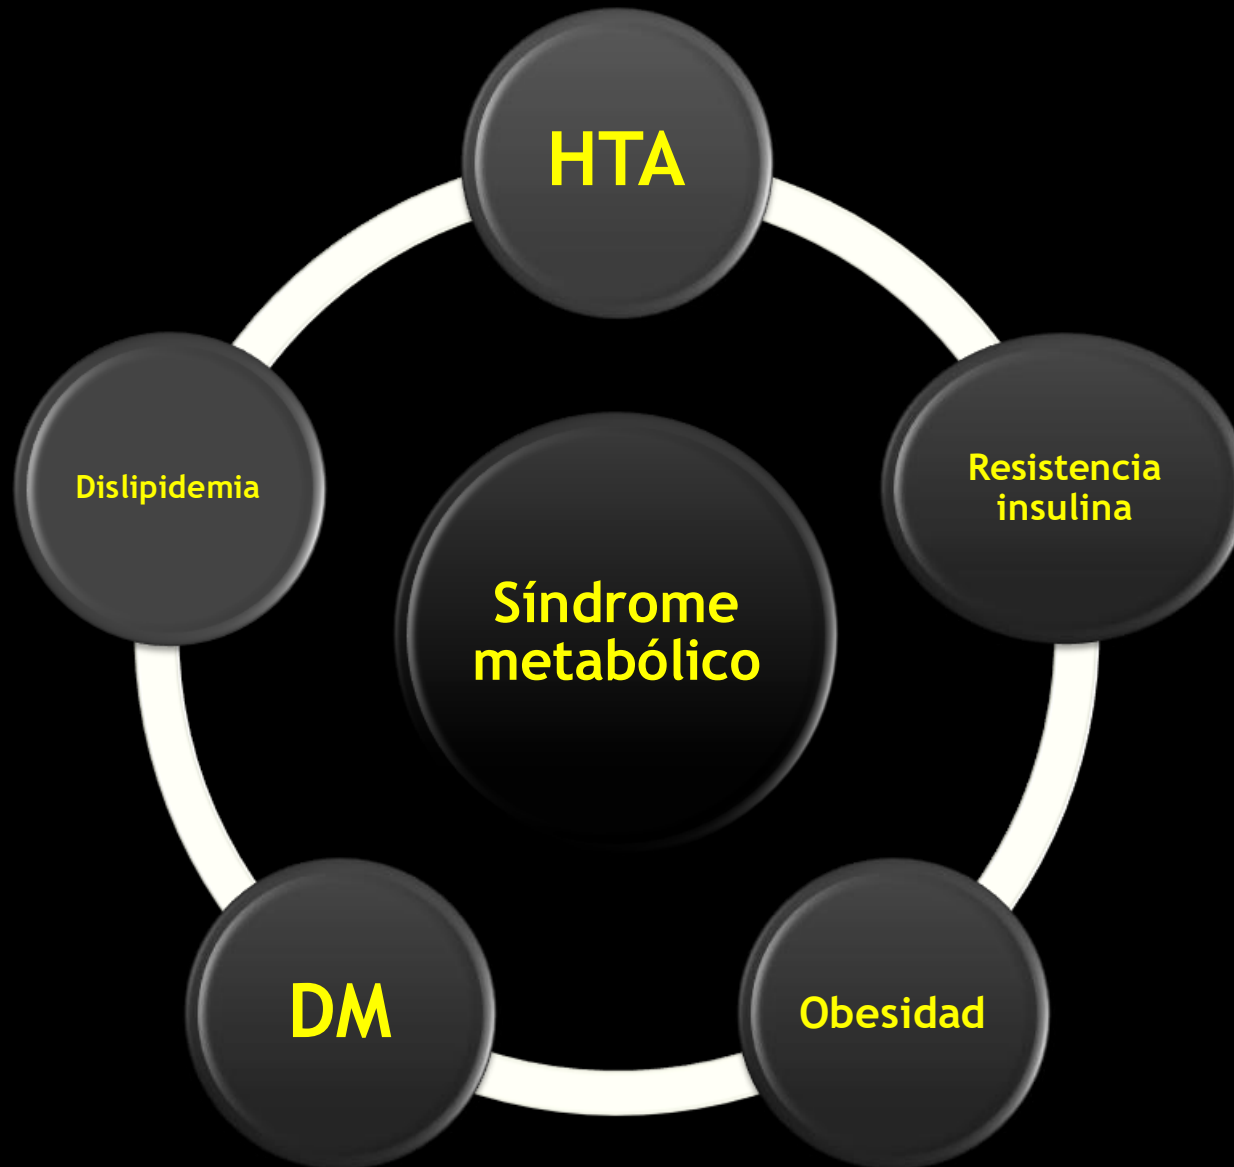 HTA
Resistencia
insulina
Obesidad
DM
Dislipidemia
Síndrome
metabólico